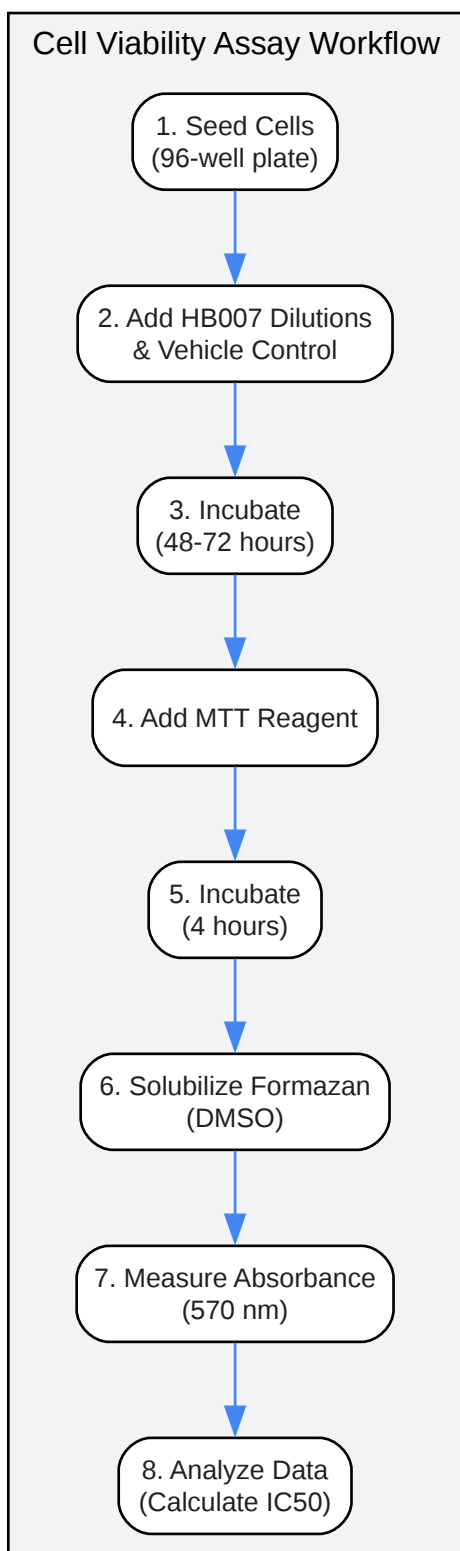 Cell Viability Assay Workflow
1. Seed Cells
(96-well plate)
2. Add HB007 Dilutions
& Vehicle Control
3. Incubate
(48-72 hours)
4. Add MTT Reagent
5. Incubate
(4 hours)
6. Solubilize Formazan
(DMSO)
7. Measure Absorbance
(570 nm)
8. Analyze Data
(Calculate IC50)